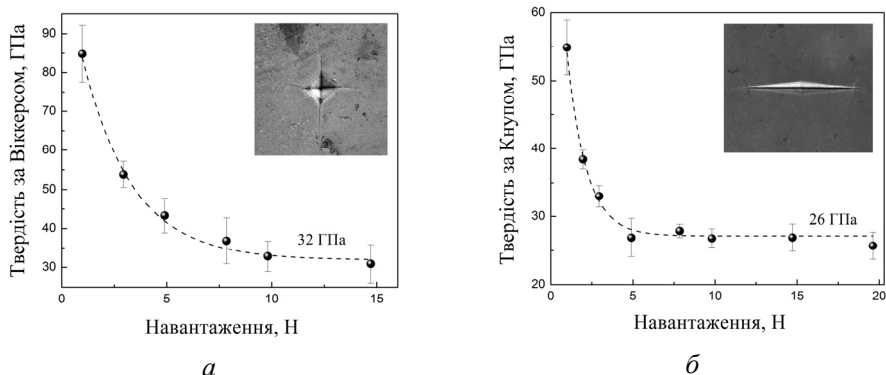 Твердість за Віккерсом, ГПа
90
80
70
60
50
40
30
32 ГПа
0
5
10
15
Навантаження, Н
а
Твердість за Кнупом, ГПа
60
50
40
30
20
26 ГПа
0
5
10
15
20
Навантаження, Н
б